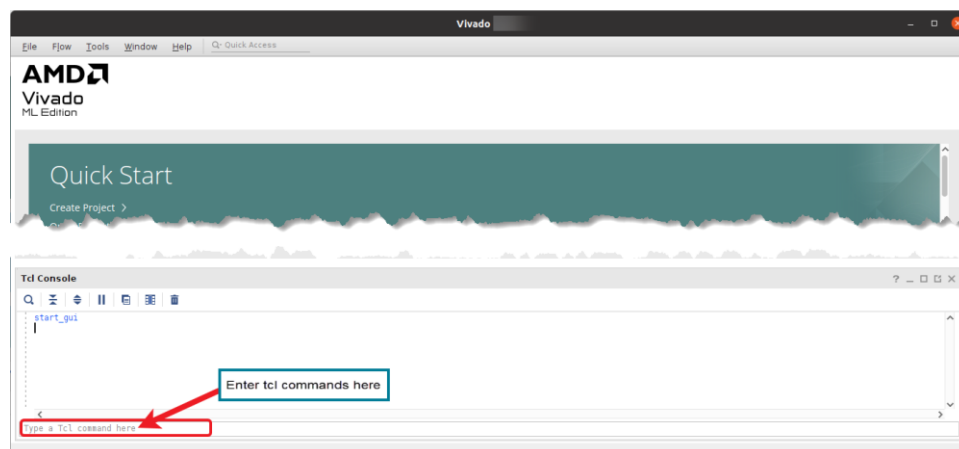 Vivado
File Flow Tools Window Help Q- Quick Access
AMD
Vivado
ML Edition
Quick Start
Create Project >
Tcl Console
start_gui
Enter tcl commands here
Type a Tcl command here